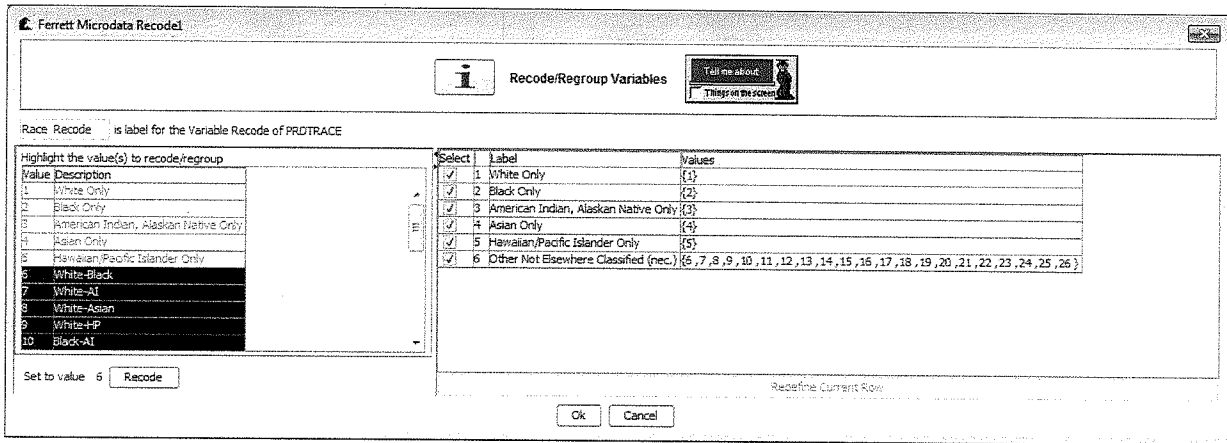 Ferrett Microdata Recode1
i Recode/Regroup Variables Tell me about
Things on the screen
Race Recode is label for the Variable Recode of PRDTRACE
Highlight the value(s) to recode/regroup
Value Description
1 White Only
2 Black Only
3 American Indian, Alaskan Native Only
4 Asian Only
5 Hawaiian/Pacific Islander Only
6 White-Black
7 White-AI
8 White-Asian
9 White-HP
10 Black-AI
Set to value 6 Recode
Select Label Values
1 White Only {1}
2 Black Only {2}
3 American Indian, Alaskan Native Only {3}
4 Asian Only {4}
5 Hawaiian/Pacific Islander Only {5}
6 Other Not Elsewhere Classified (nec.) {6 ,7 ,8 ,9 ,10 ,11 ,12 ,13 ,14 ,15 ,16 ,17 ,18 ,19 ,20 ,21 ,22 ,23 ,24 ,25 ,26 }
Redefine Current Row
Ok Cancel